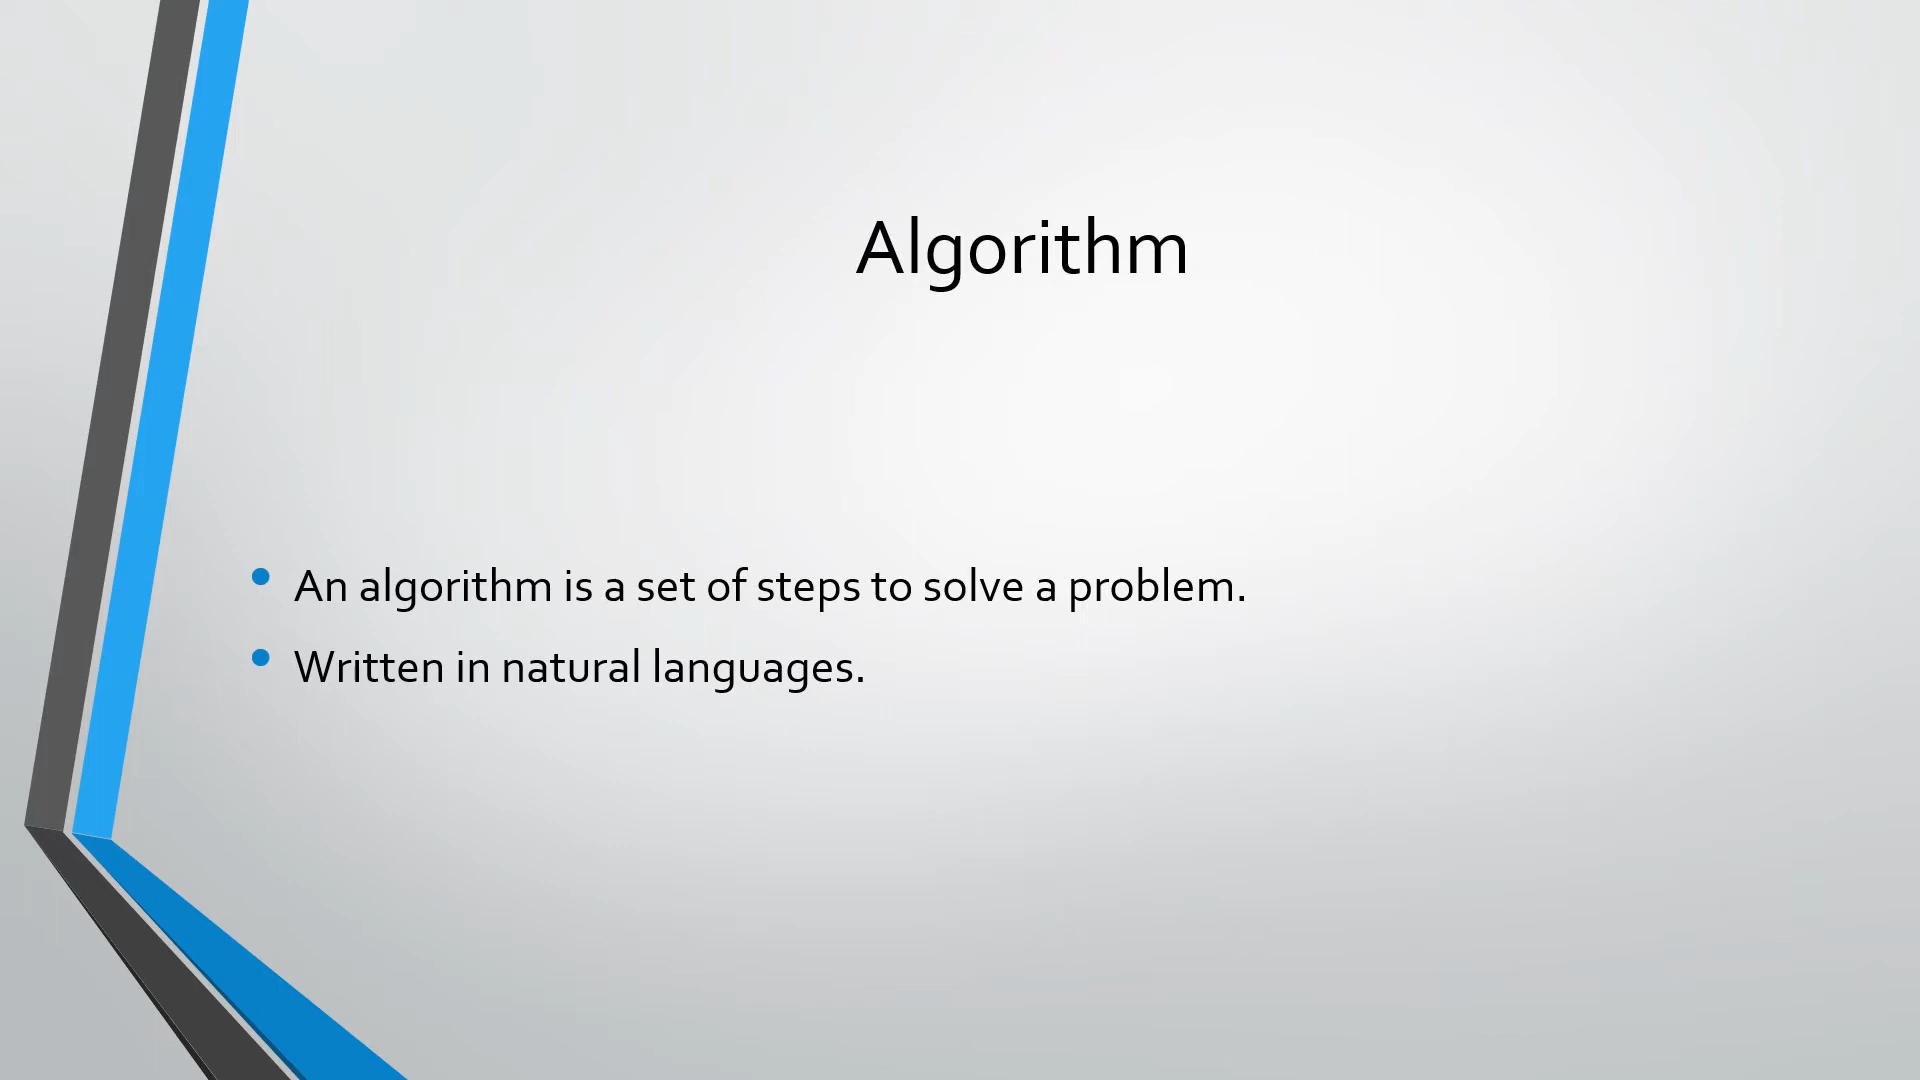 Algorithm
An algorithm is a set of steps to solve a problem.
Written in natural languages.